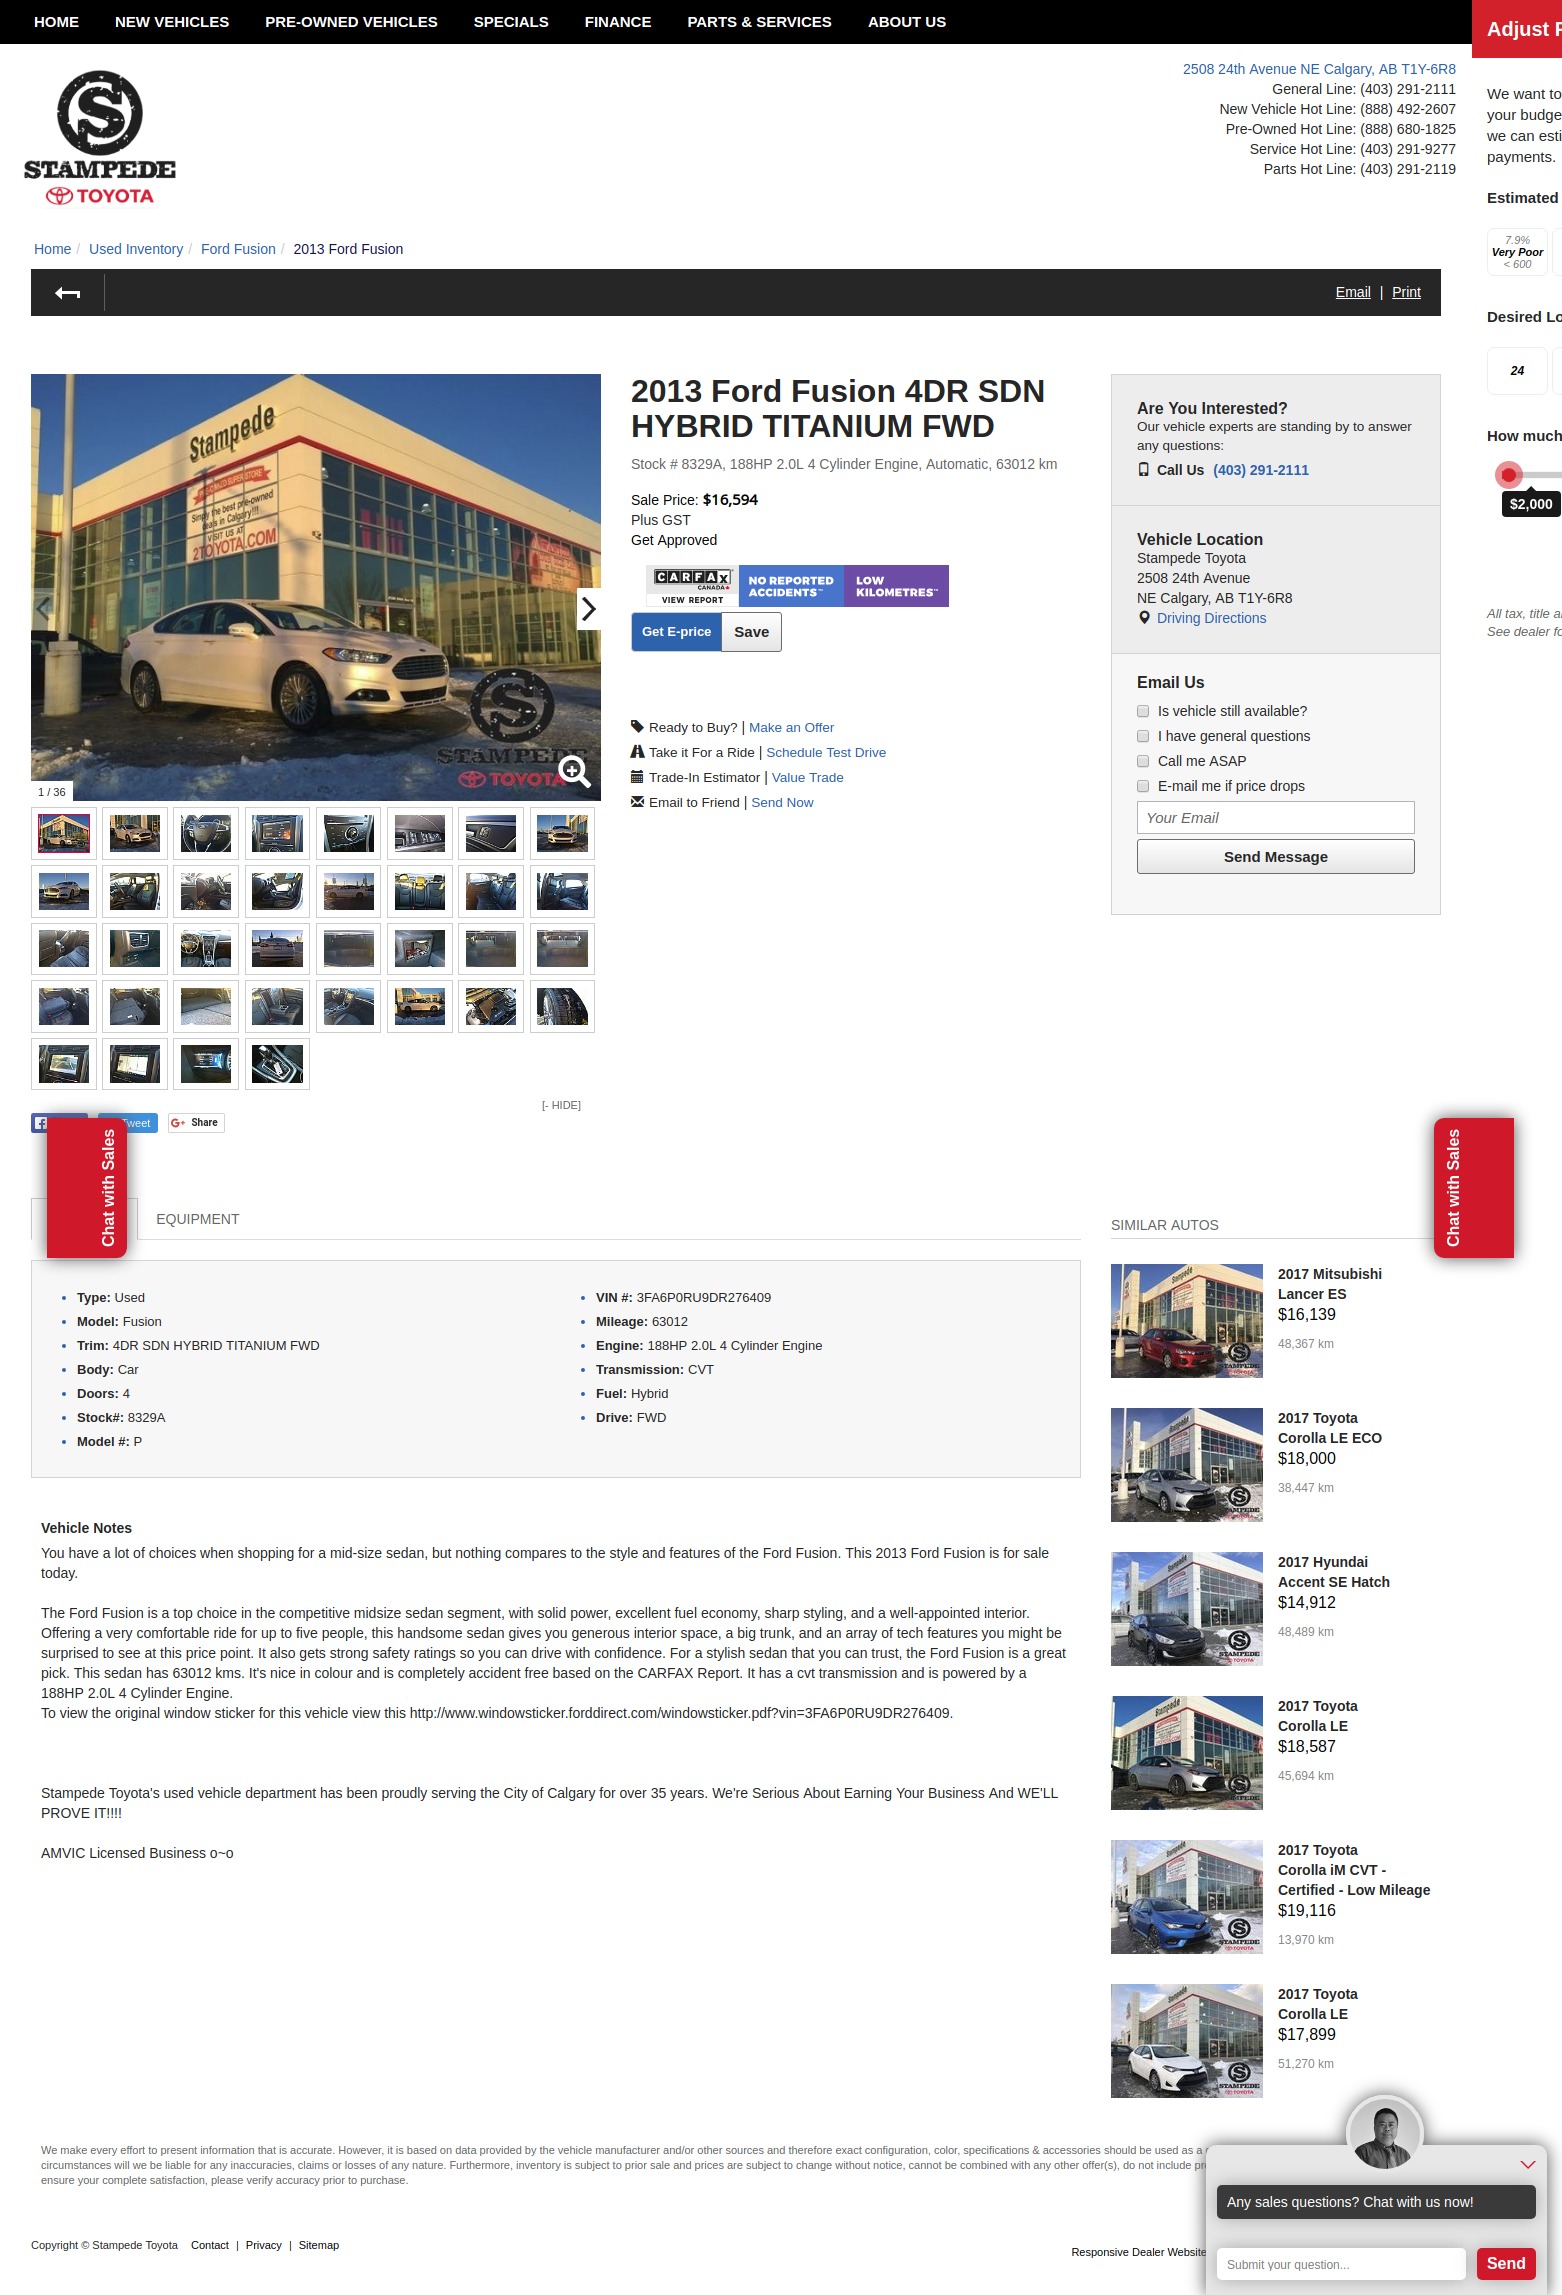 HOME NEW VEHICLES PRE-OWNED VEHICLES SPECIALS FINANCE PARTS & SERVICES ABOUT US
Adjust
STAMPEDE
TOYOTA
2508 24th Avenue NE Calgary, AB T1Y-6R8
General Line: (403) 291-2111
New Vehicle Hot Line: (888) 492-2607
Pre-Owned Hot Line: (888) 680-1825
Service Hot Line: (403) 291-9277
Parts Hot Line: (403) 291-2119
We want to
your budge
we can esti
payments.
Estimated
7.9%
Very Poor
< 600
Desired Lo
24
How much
$2,000
All tax, title a
See dealer fo
Home / Used Inventory / Ford Fusion / 2013 Ford Fusion
Email | Print
Stampede
Simply the best pre-owned
deals in Calgary!!!
VISIT US AT
2TOYOTA.COM
STAMPEDE
TOYOTA
1 / 36
2013 Ford Fusion 4DR SDN
HYBRID TITANIUM FWD
Stock # 8329A, 188HP 2.0L 4 Cylinder Engine, Automatic, 63012 km
Sale Price: $16,594
Plus GST
Get Approved
CARFAX
CANADA
VIEW REPORT
NO REPORTED
ACCIDENTS™
LOW
KILOMETRES™
Get E-price Save
Ready to Buy? | Make an Offer
Take it For a Ride | Schedule Test Drive
Trade-In Estimator | Value Trade
Email to Friend | Send Now
Are You Interested?
Our vehicle experts are standing by to answer
any questions:
Call Us (403) 291-2111
Vehicle Location
Stampede Toyota
2508 24th Avenue
NE Calgary, AB T1Y-6R8
Driving Directions
Email Us
Is vehicle still available?
I have general questions
Call me ASAP
E-mail me if price drops
Your Email
Send Message
[- HIDE]
Tweet
Share
Chat with Sales
Chat with Sales
EQUIPMENT
Type: Used
Model: Fusion
Trim: 4DR SDN HYBRID TITANIUM FWD
Body: Car
Doors: 4
Stock#: 8329A
Model #: P
VIN #: 3FA6P0RU9DR276409
Mileage: 63012
Engine: 188HP 2.0L 4 Cylinder Engine
Transmission: CVT
Fuel: Hybrid
Drive: FWD
Vehicle Notes
You have a lot of choices when shopping for a mid-size sedan, but nothing compares to the style and features of the Ford Fusion. This 2013 Ford Fusion is for sale
today.
The Ford Fusion is a top choice in the competitive midsize sedan segment, with solid power, excellent fuel economy, sharp styling, and a well-appointed interior.
Offering a very comfortable ride for up to five people, this handsome sedan gives you generous interior space, a big trunk, and an array of tech features you might be
surprised to see at this price point. It also gets strong safety ratings so you can drive with confidence. For a stylish sedan that you can trust, the Ford Fusion is a great
pick. This sedan has 63012 kms. It's nice in colour and is completely accident free based on the CARFAX Report. It has a cvt transmission and is powered by a
188HP 2.0L 4 Cylinder Engine.
To view the original window sticker for this vehicle view this http://www.windowsticker.forddirect.com/windowsticker.pdf?vin=3FA6P0RU9DR276409.
Stampede Toyota's used vehicle department has been proudly serving the City of Calgary for over 35 years. We're Serious About Earning Your Business And WE'LL
PROVE IT!!!!
AMVIC Licensed Business o~o
SIMILAR AUTOS
2017 Mitsubishi
Lancer ES
$16,139
48,367 km
2017 Toyota
Corolla LE ECO
$18,000
38,447 km
2017 Hyundai
Accent SE Hatch
$14,912
48,489 km
2017 Toyota
Corolla LE
$18,587
45,694 km
2017 Toyota
Corolla iM CVT -
Certified - Low Mileage
$19,116
13,970 km
2017 Toyota
Corolla LE
$17,899
51,270 km
We make every effort to present information that is accurate. However, it is based on data provided by the vehicle manufacturer and/or other sources and therefore exact configuration, color, specifications & accessories should be used as a
circumstances will we be liable for any inaccuracies, claims or losses of any nature. Furthermore, inventory is subject to prior sale and prices are subject to change without notice, cannot be combined with any other offer(s), do not include
ensure your complete satisfaction, please verify accuracy prior to purchase.
Any sales questions? Chat with us now!
Submit your question...
Send
Copyright © Stampede Toyota Contact | Privacy | Sitemap
Responsive Dealer Website